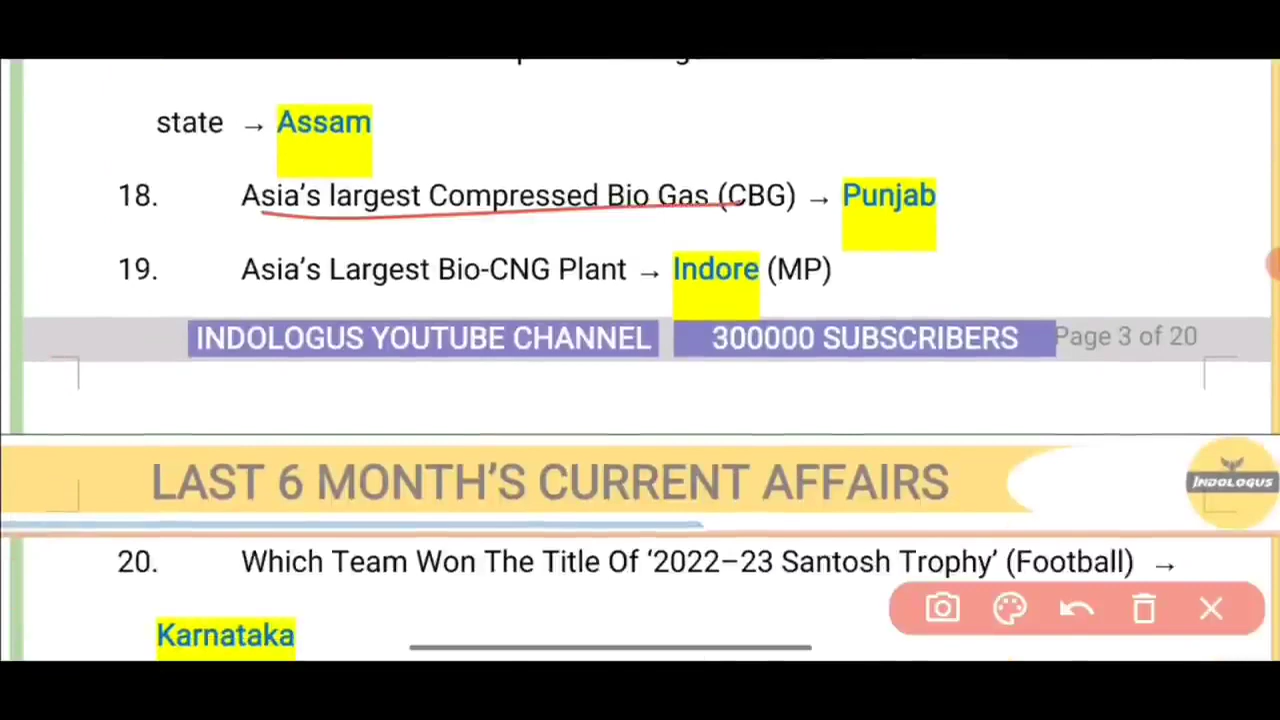 state → Assam
18. Asia's largest Compressed Bio Gas (CBG) → Punjab
19. Asia's Largest Bio-CNG Plant → Indore (MP)
INDOLOGUS YOUTUBE CHANNEL 300000 SUBSCRIBERS Page 3 of 20
LAST 6 MONTH'S CURRENT AFFAIRS
INDOLOGUS
20. Which Team Won The Title Of ‘2022–23 Santosh Trophy’ (Football) →
Karnataka